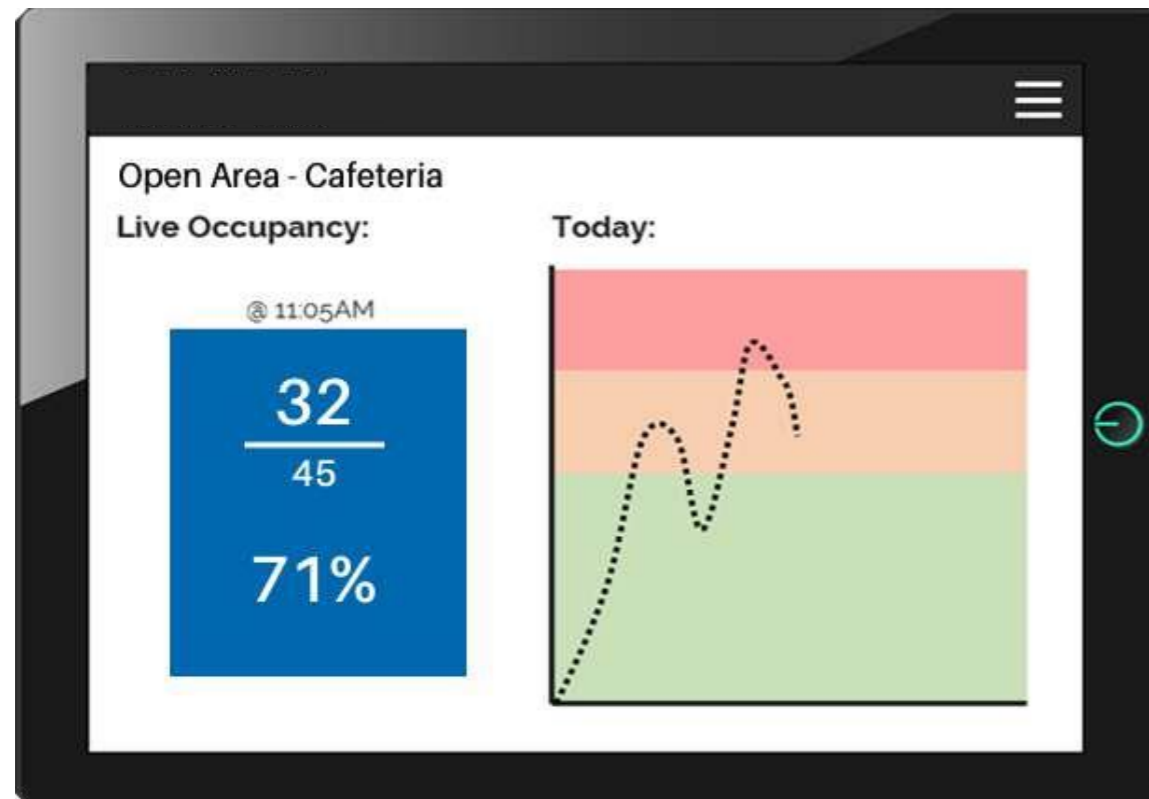 Open Area - Cafeteria
Live Occupancy:
@ 11:05AM
32
45
71%
Today: